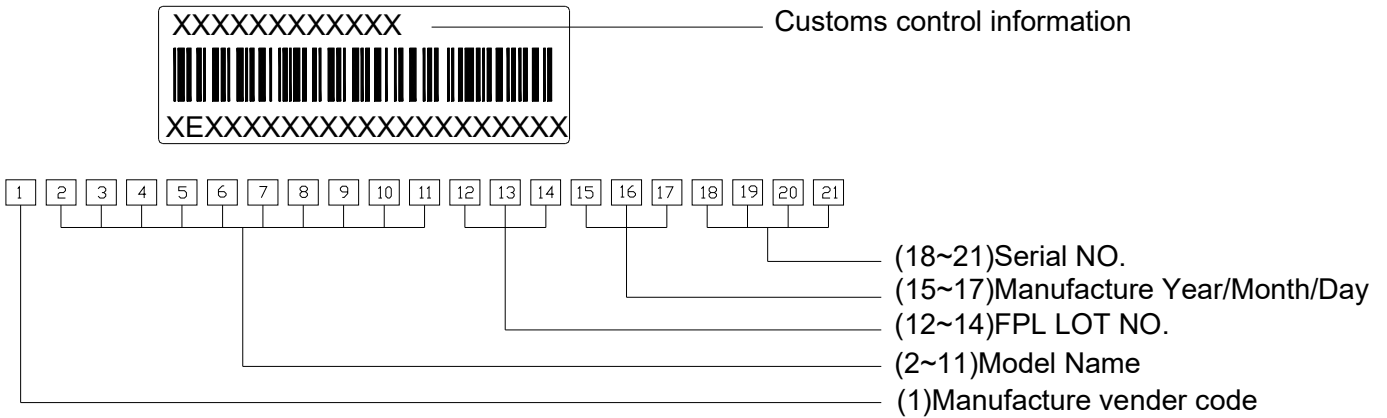 XXXXXXXXXXXX
Customs control information
XEXXXXXXXXXXXXXXXXXXX
1 2 3 4 5 6 7 8 9 10 11 12 13 14 15 16 17 18 19 20 21
(18~21)Serial NO.
(15~17)Manufacture Year/Month/Day
(12~14)FPL LOT NO.
(2~11)Model Name
(1)Manufacture vender code